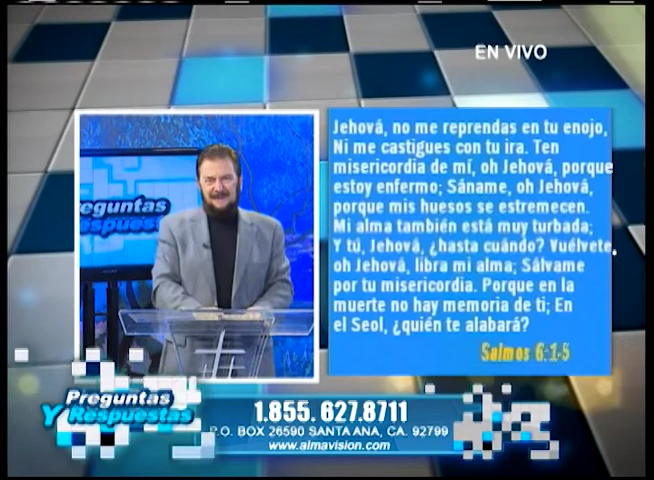 EN VIVO
Jehová, no me reprendas en tu enojo,
Ni me castigues con tu ira. Ten
misericordia de mí, oh Jehová, porque
estoy enfermo; Sáname, oh Jehová,
porque mis huesos se estremecen.
Mi alma también está muy turbada;
Y tú, Jehová, ¿hasta cuándo? Vuélvete,
oh Jehová, libra mi alma; Sálvame
por tu misericordia. Porque en la
muerte no hay memoria de ti; En
el Seol, ¿quién te alabará?
Salmos 6:1-5
eguntas
espuest
Preguntas
Y Respuestas
1.855. 627.8711
P.O. BOX 26590 SANTA ANA, CA. 92799
www.almavision.com